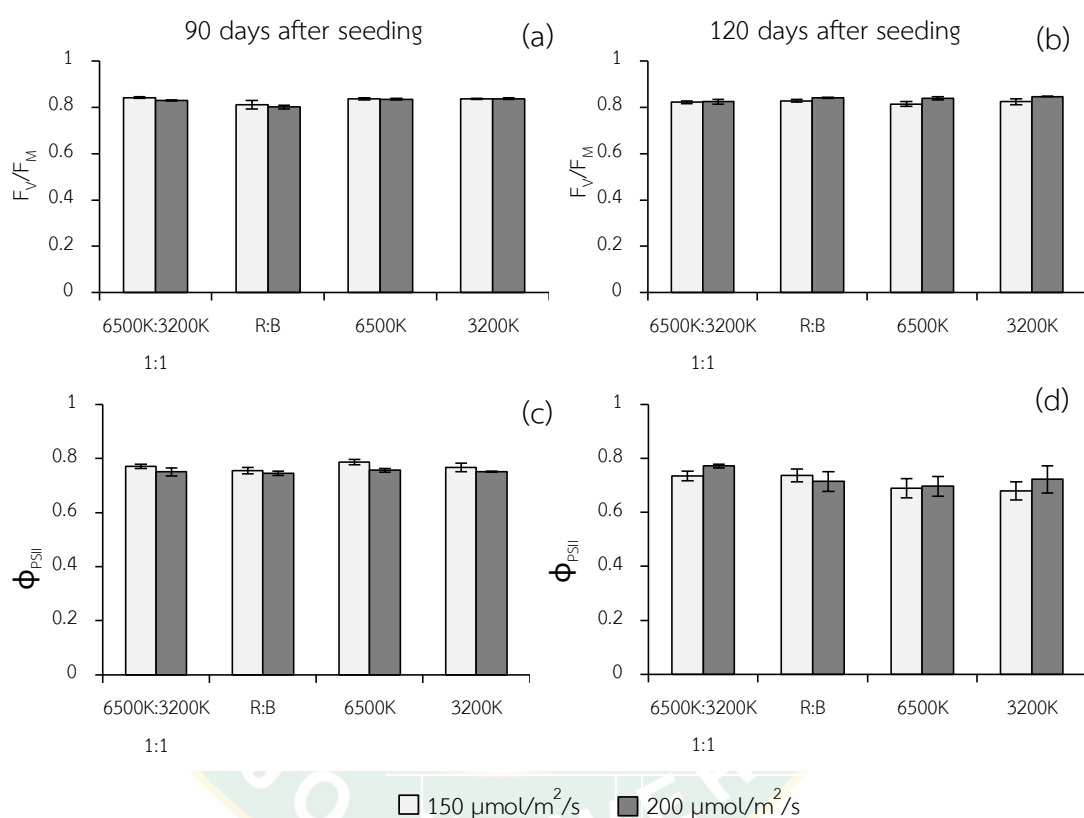 90 days after seeding
(a)
120 days after seeding
(b)
1
0.8
0.6
0.4
0.2
0
F_V/F_M
6500K:3200K
1:1
R:B
6500K
3200K
1
0.8
0.6
0.4
0.2
0
F_V/F_M
6500K:3200K
1:1
R:B
6500K
3200K
(c)
1
0.8
0.6
0.4
0.2
0
ϕPSII
6500K:3200K
1:1
R:B
6500K
3200K
(d)
1
0.8
0.6
0.4
0.2
0
ϕPSII
6500K:3200K
1:1
R:B
6500K
3200K
150 µmol/m²/s
200 µmol/m²/s